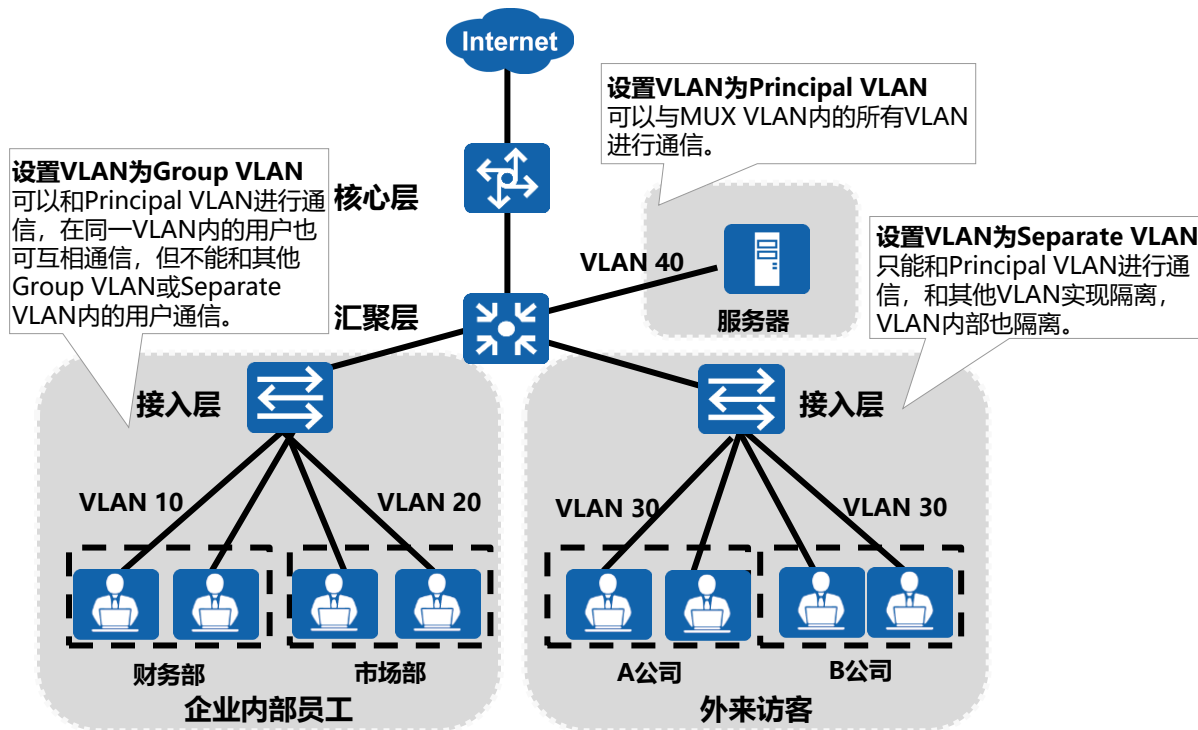 Internet
设置VLAN为Principal VLAN
可以与MUX VLAN内的所有VLAN
进行通信。
设置VLAN为Group VLAN
可以和Principal VLAN进行通
信，在同一VLAN内的用户也
可互相通信，但不能和其他
Group VLAN或Separate
VLAN内的用户通信。
核心层
设置VLAN为Separate VLAN
只能和Principal VLAN进行通
信，和其他VLAN实现隔离，
VLAN内部也隔离。
VLAN 40
服务器
汇聚层
接入层
接入层
VLAN 10
VLAN 20
VLAN 30
VLAN 30
财务部
市场部
A公司
B公司
企业内部员工
外来访客